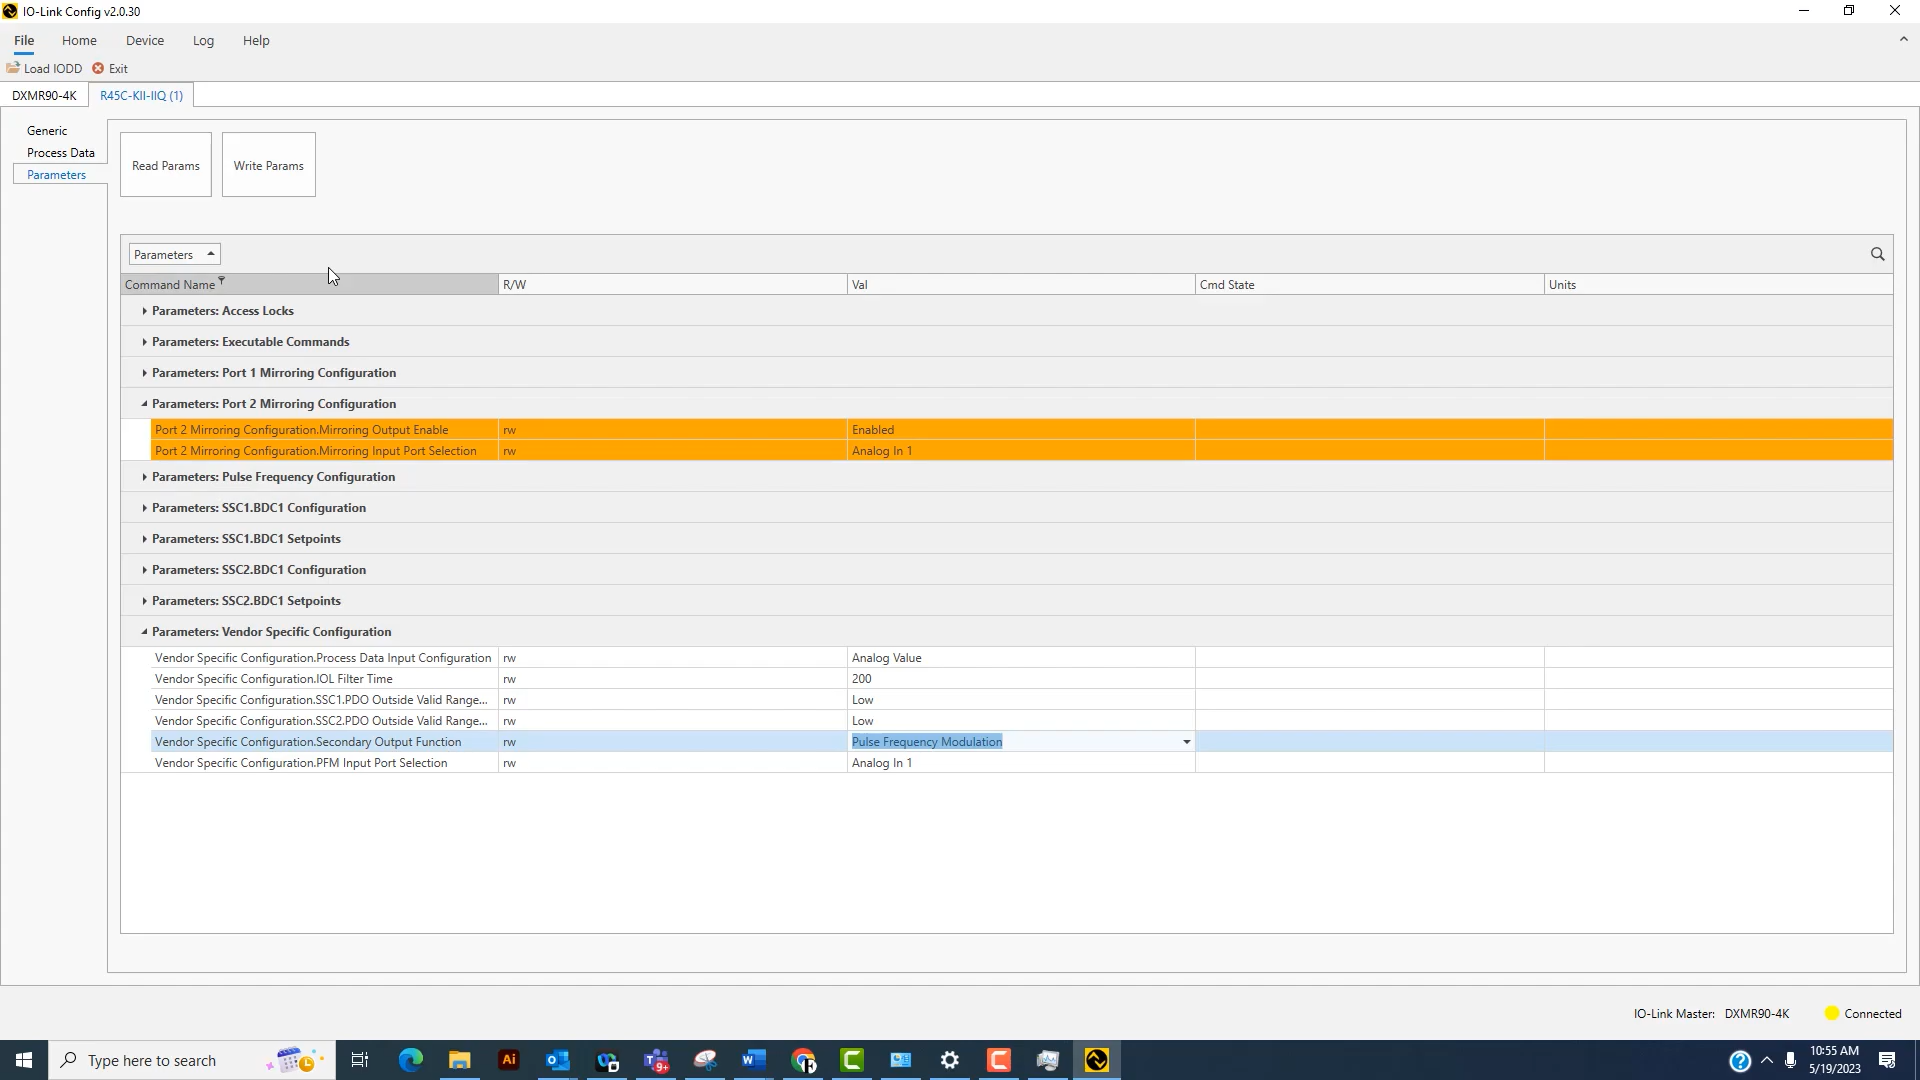 IO-Link Config v2.0.30
File Home Device Log Help
Load IODD Exit
DXMR90-4K R45C-KII-IIQ (1)
Generic
Process Data
Parameters
Read Params Write Params
Parameters
Command Name R/W Val Cmd State Units
Parameters: Access Locks
Parameters: Executable Commands
Parameters: Port 1 Mirroring Configuration
Parameters: Port 2 Mirroring Configuration
Port 2 Mirroring Configuration.Mirroring Output Enable rw Enabled
Port 2 Mirroring Configuration.Mirroring Input Port Selection rw Analog In 1
Parameters: Pulse Frequency Configuration
Parameters: SSC1.BDC1 Configuration
Parameters: SSC1.BDC1 Setpoints
Parameters: SSC2.BDC1 Configuration
Parameters: SSC2.BDC1 Setpoints
Parameters: Vendor Specific Configuration
Vendor Specific Configuration.Process Data Input Configuration rw Analog Value
Vendor Specific Configuration.IOL Filter Time rw 200
Vendor Specific Configuration.SSC1.PDO Outside Valid Range... rw Low
Vendor Specific Configuration.SSC2.PDO Outside Valid Range... rw Low
Vendor Specific Configuration.Secondary Output Function rw Pulse Frequency Modulation
Vendor Specific Configuration.PFM Input Port Selection rw Analog In 1
IO-Link Master: DXMR90-4K Connected
Type here to search Ai 9+ 10:55 AM
5/19/2023